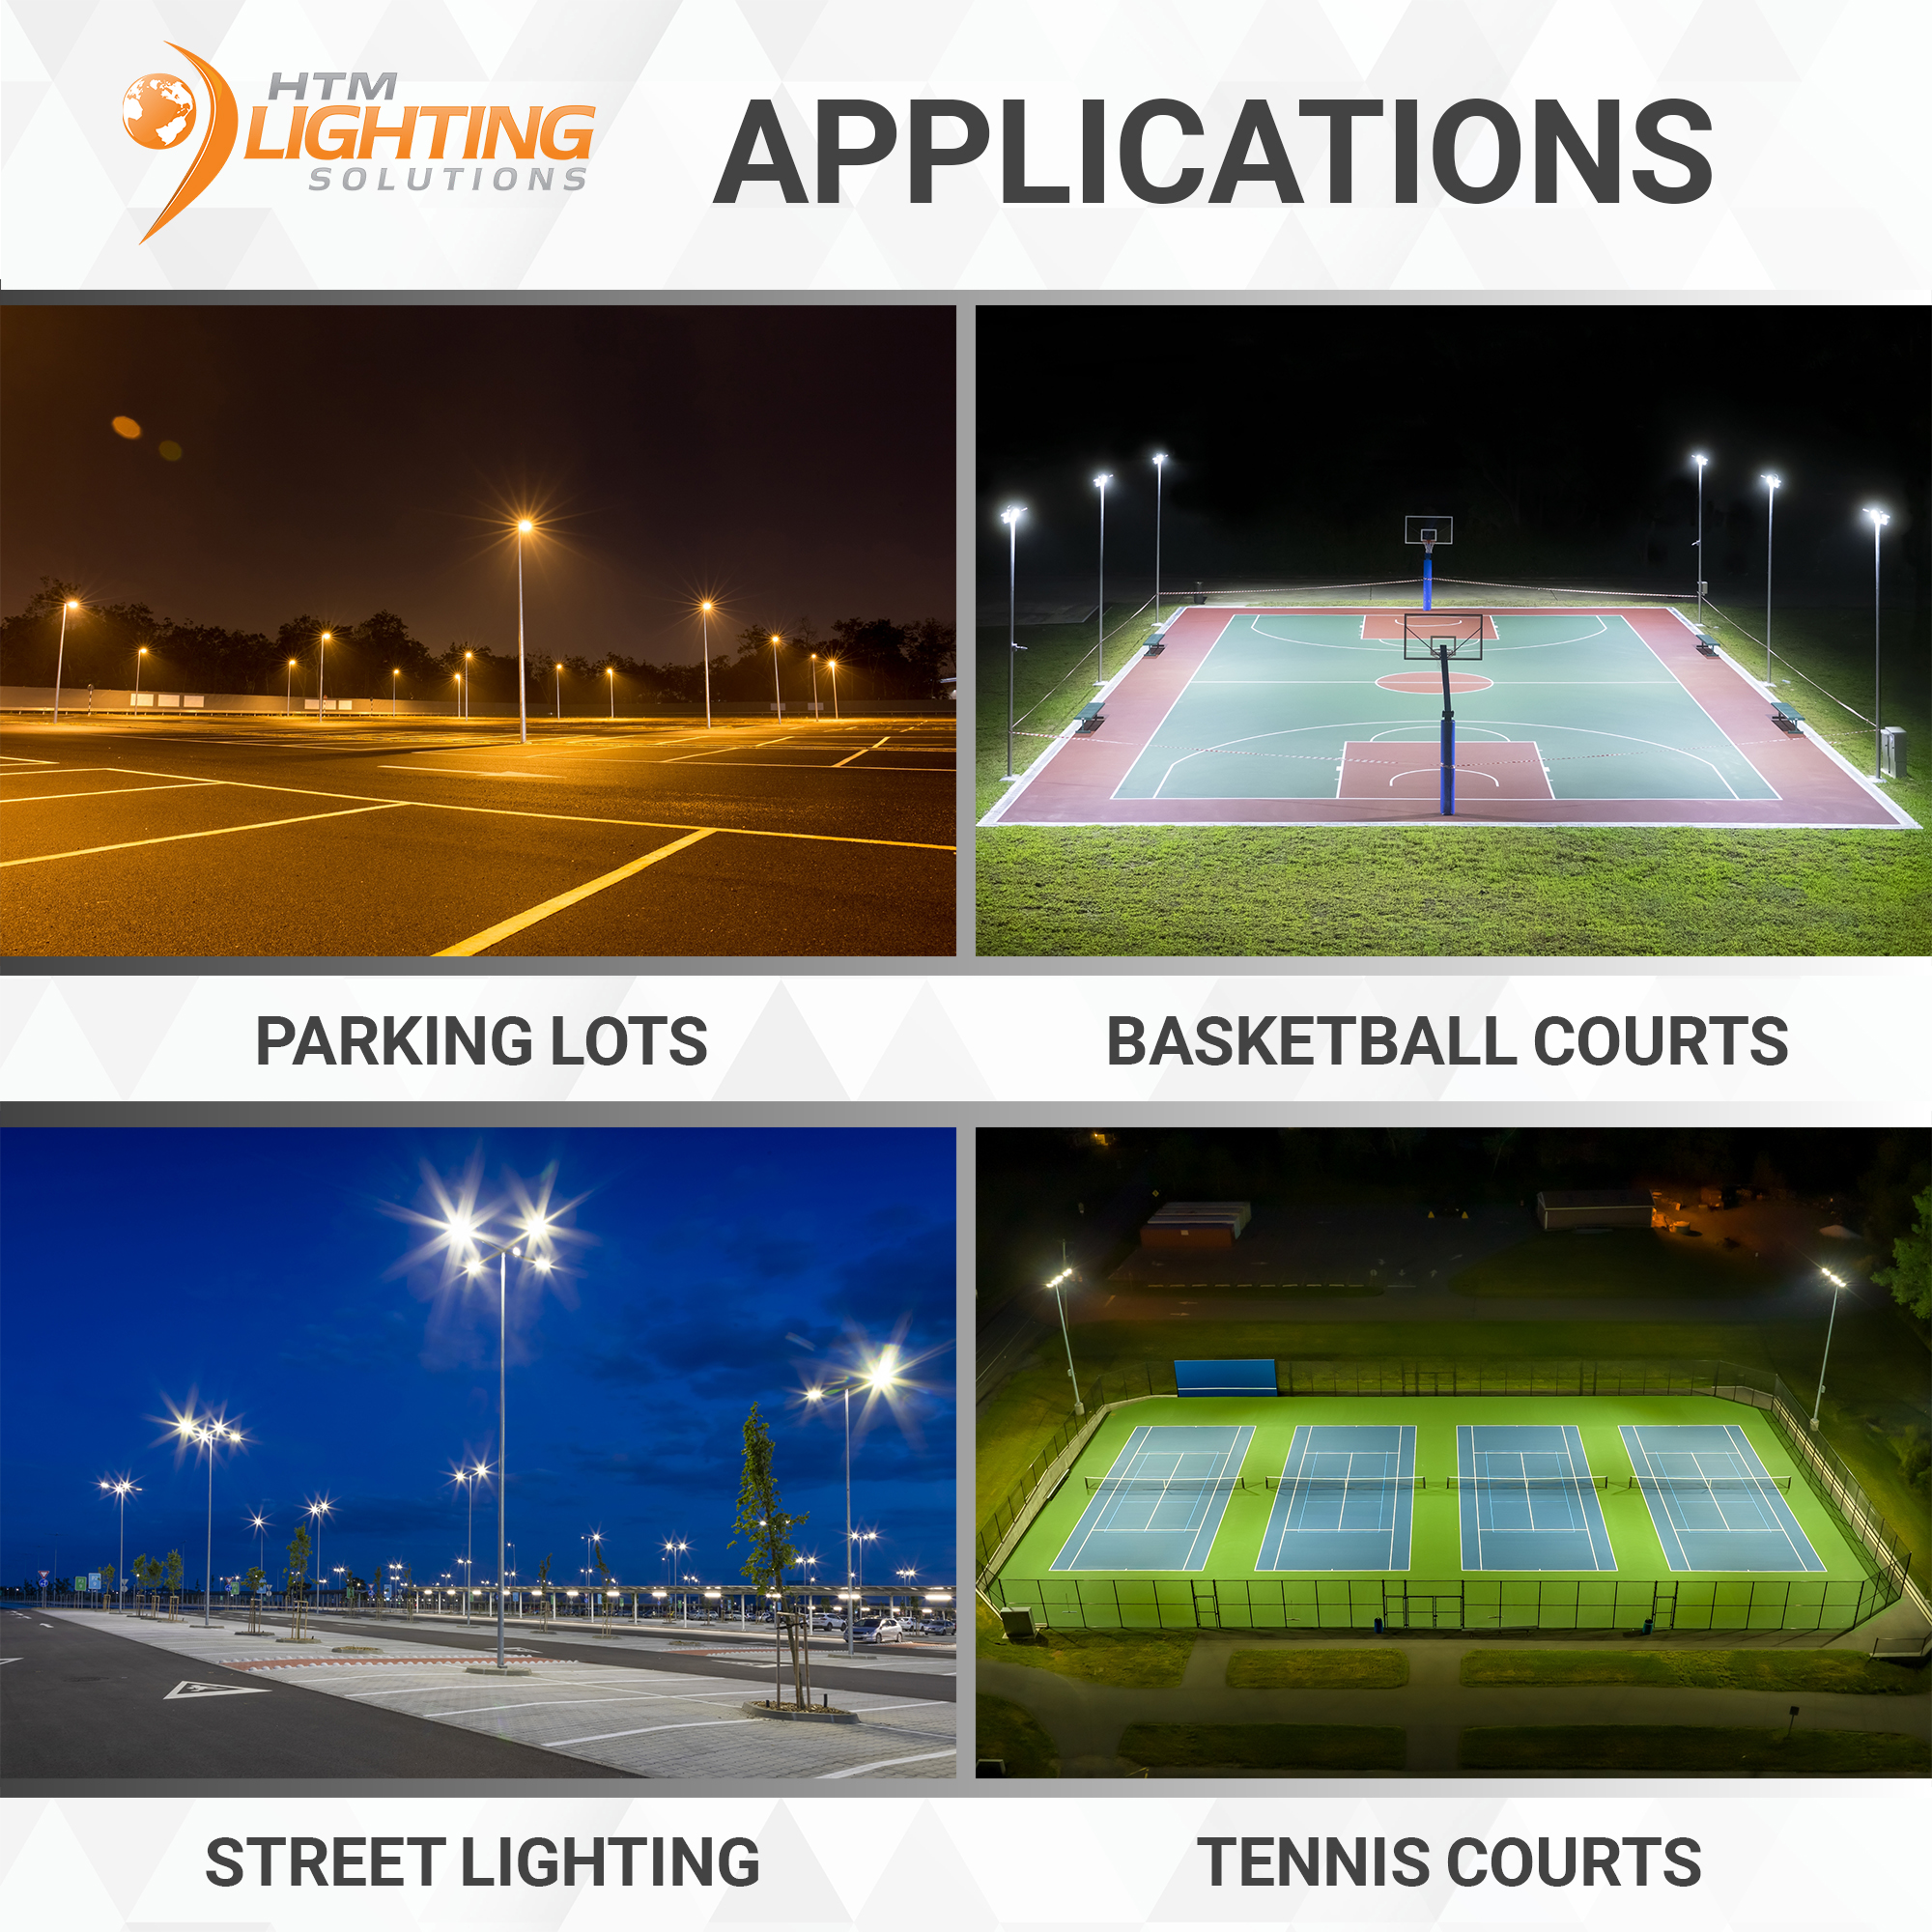 HTM
LIGHTING
SOLUTIONS
APPLICATIONS
PARKING LOTS
BASKETBALL COURTS
STREET LIGHTING
TENNIS COURTS